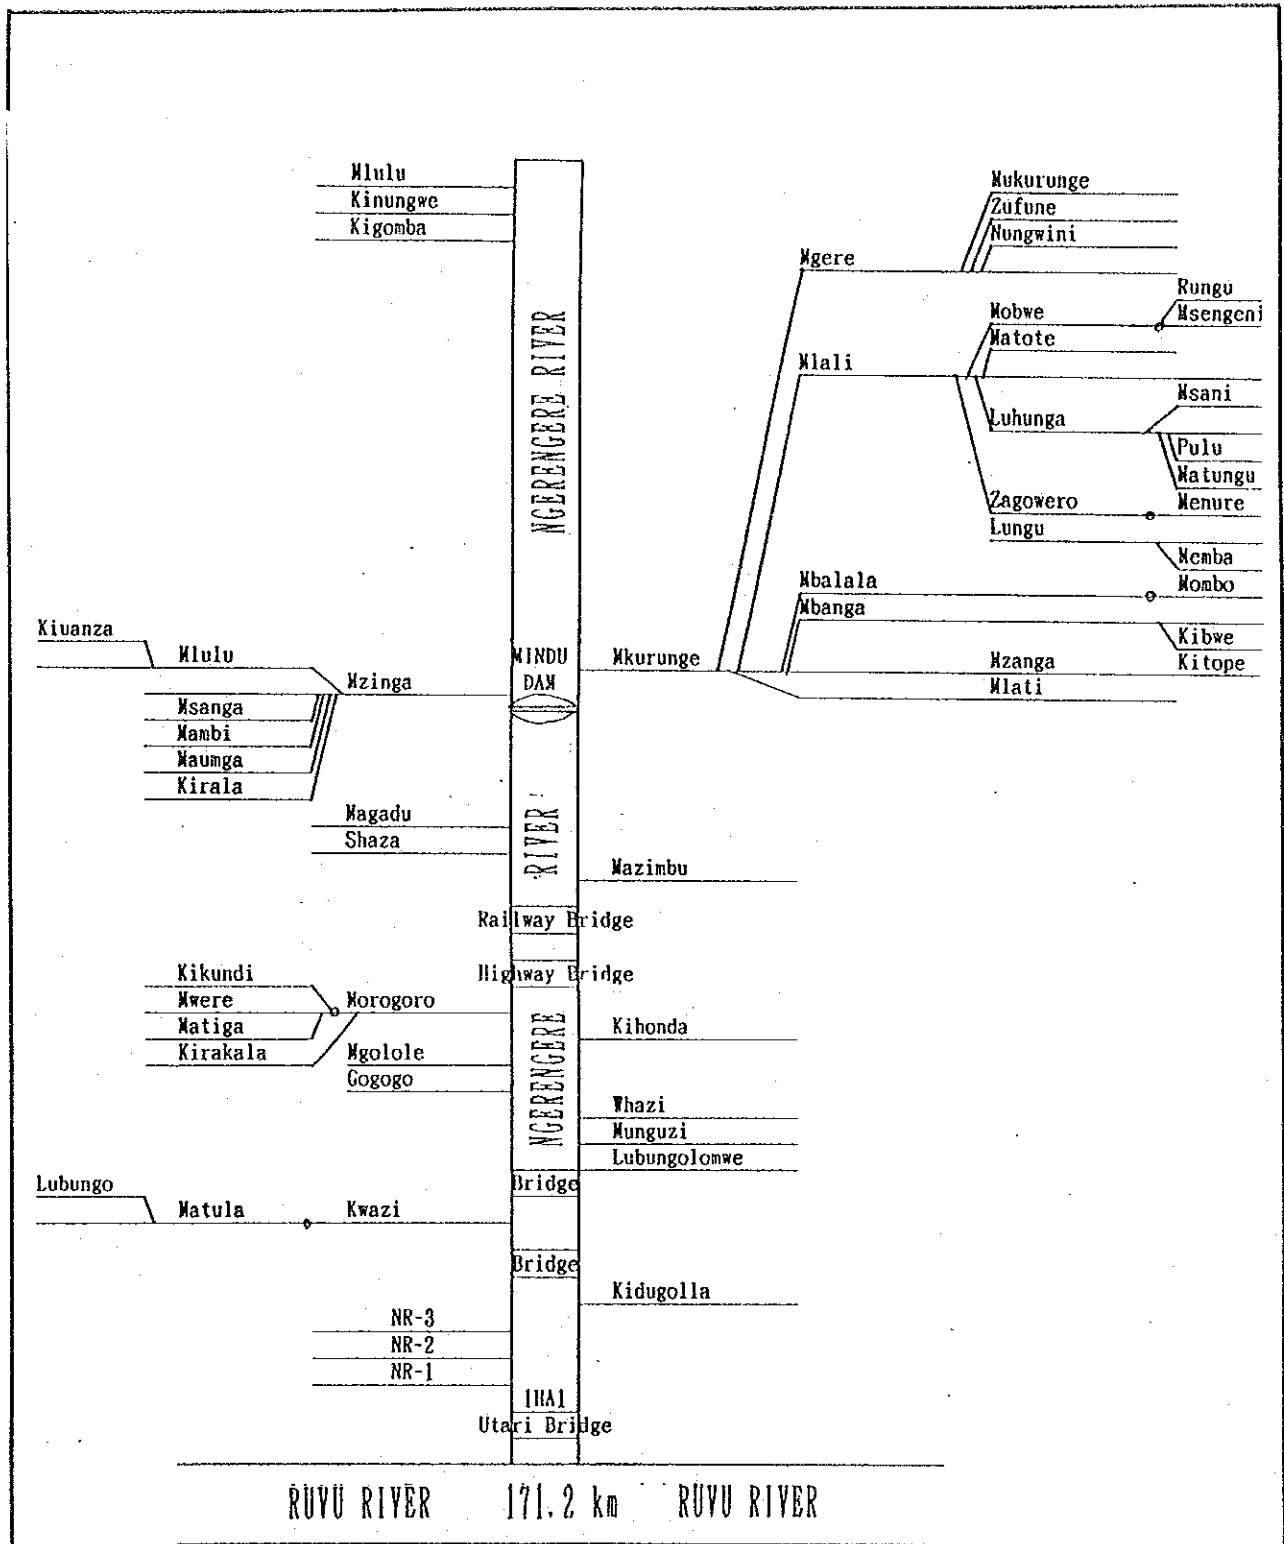 Mlulu
Kinungwe
Kigomba
NGERENGERE RIVER
Mukurunge
Zufune
Nungwini
Mgere
Rungu
Mobwe
Msengeni
Matote
Mlali
Msani
Luhunga
Pulu
Matungu
Zagowero
Menure
Lungu
Memba
Mbalala
Mombo
Mbanga
Kibwe
Kiuanza
Mlulu
Mzinga
MINDU
DAM
Mkurunge
Mzanga
Kitope
Mlati
Msanga
Mambi
Maumga
Kirala
Magadu
Shaza
RIVER
Mazimbu
Railway Bridge
Highway Bridge
Kikundi
Mwere
Morogoro
Matiga
Kihonda
Kirakala
Mgolole
Gogogo
NGERENGERE
Whazi
Munguzi
Lubungolomwe
Bridge
Lubungo
Matula
Kwazi
Bridge
Kidugolla
NR-3
NR-2
NR-1
1HA1
Utari Bridge
RUVU RIVER 171.2 km RUVU RIVER